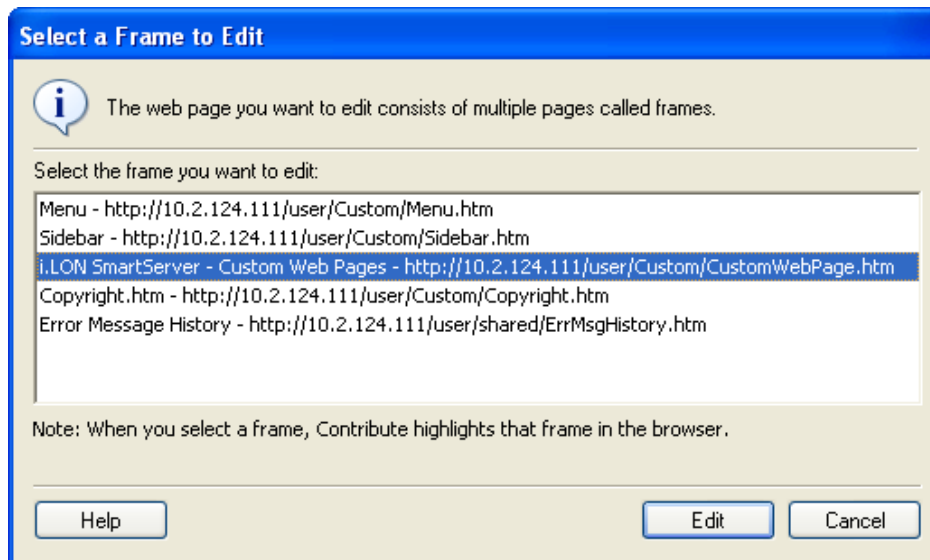 Select a Frame to Edit
The web page you want to edit consists of multiple pages called frames.
Select the frame you want to edit:
Menu - http://10.2.124.111/user/Custom/Menu.htm
Sidebar - http://10.2.124.111/user/Custom/Sidebar.htm
i.LON SmartServer - Custom Web Pages - http://10.2.124.111/user/Custom/CustomWebPage.htm
Copyright.htm - http://10.2.124.111/user/Custom/Copyright.htm
Error Message History - http://10.2.124.111/user/shared/ErrMsgHistory.htm
Note: When you select a frame, Contribute highlights that frame in the browser.
Help Edit Cancel